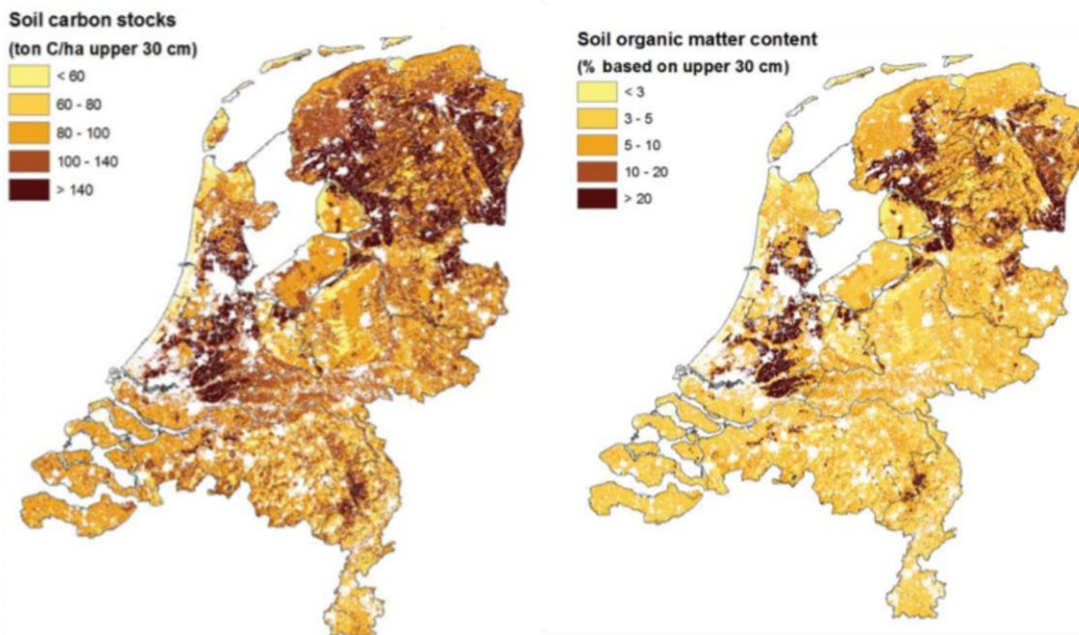 Soil carbon stocks
(ton C/ha upper 30 cm)
< 60
60 - 80
80 - 100
100 - 140
> 140
Soil organic matter content
(% based on upper 30 cm)
< 3
3 - 5
5 - 10
10 - 20
> 20